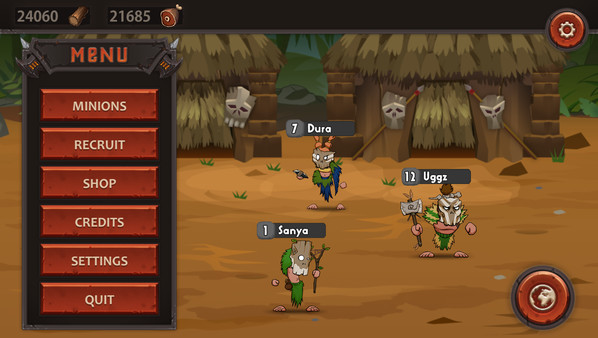 24060 21685
MENU
MINIONS
RECRUIT
SHOP
CREDITS
SETTINGS
QUIT
7 Dura
12 Uggz
1 Sanya